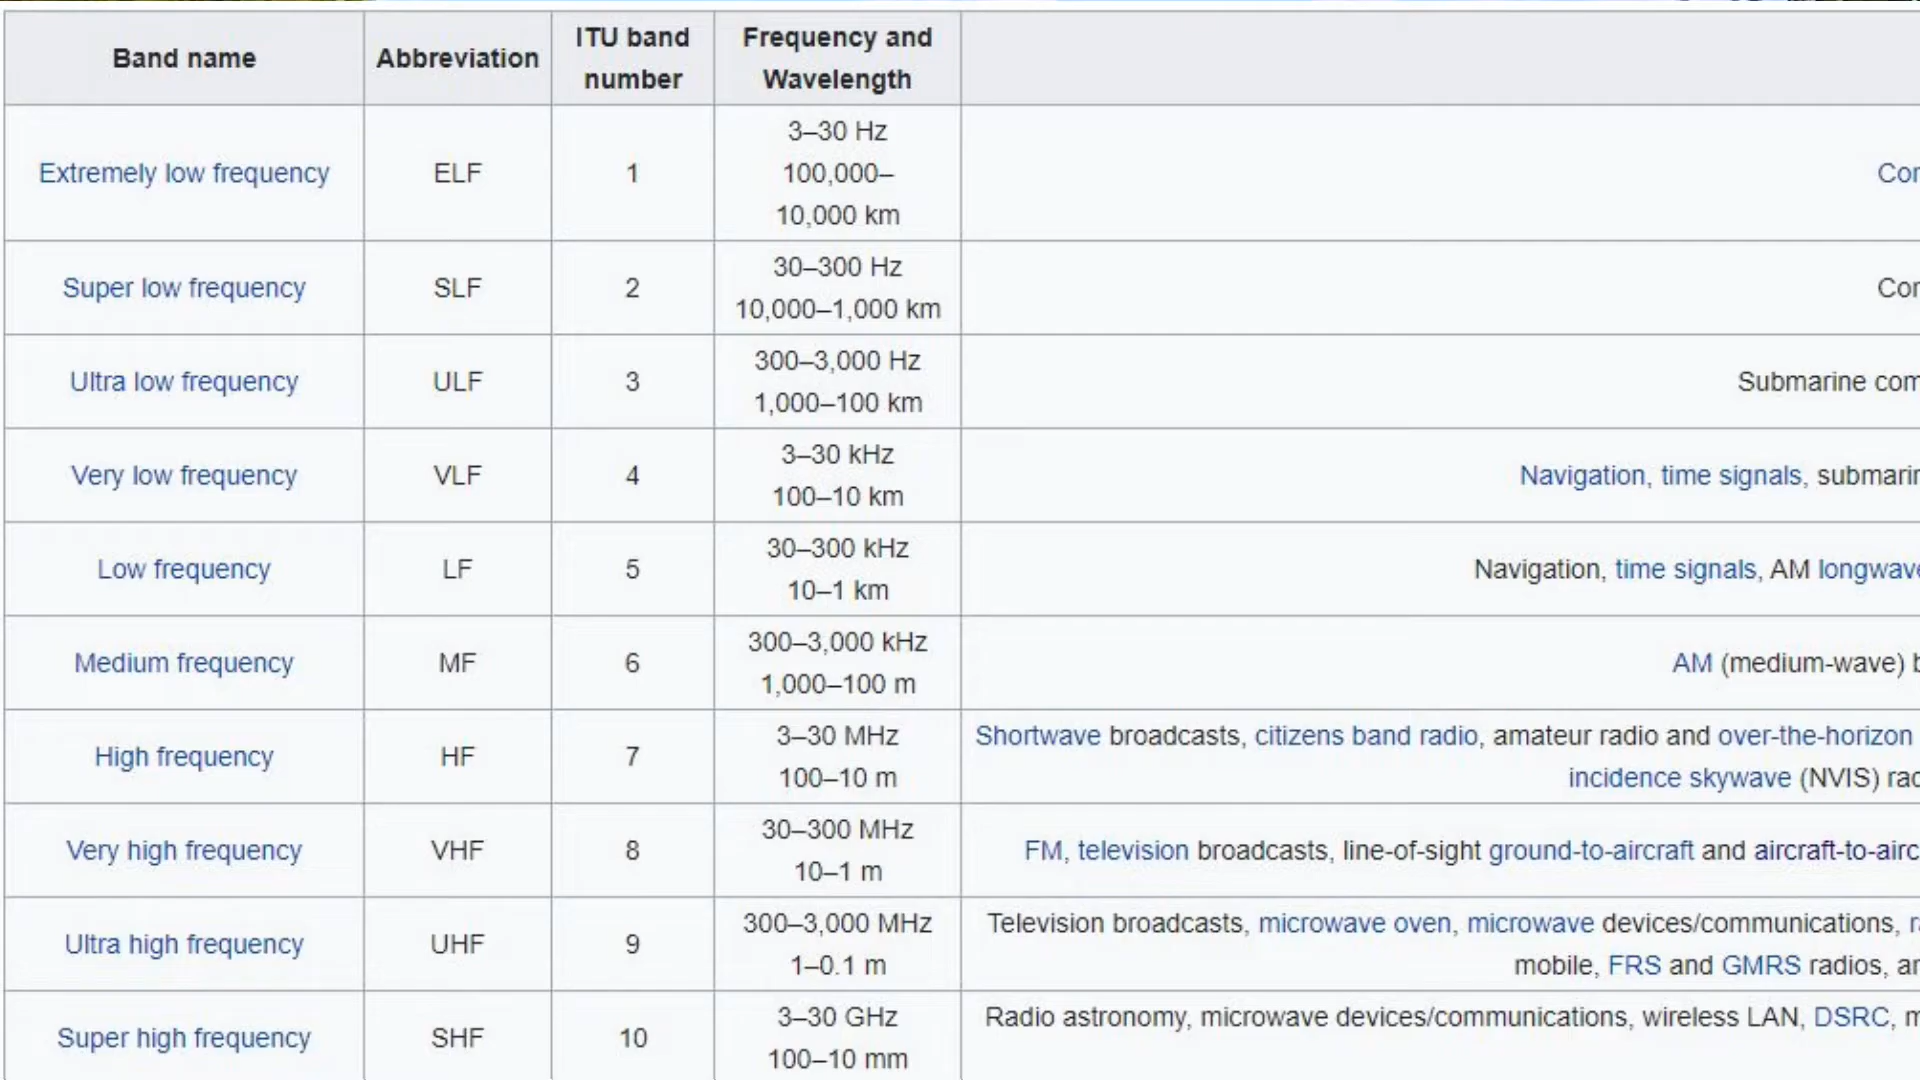 Band name
Abbreviation
ITU band
number
Frequency and
Wavelength
Extremely low frequency
ELF
1
3–30 Hz
100,000–
10,000 km
Super low frequency
SLF
2
30–300 Hz
10,000–1,000 km
Ultra low frequency
ULF
3
300–3,000 Hz
1,000–100 km
Submarine
Very low frequency
VLF
4
3–30 kHz
100–10 km
Navigation, time signals,
Low frequency
LF
5
30–300 kHz
10–1 km
Navigation, time signals, AM
Medium frequency
MF
6
300–3,000 kHz
1,000–100 m
AM (medium-wave)
High frequency
HF
7
3–30 MHz
100–10 m
Shortwave broadcasts, citizens band radio, amateur radio and over-the-horizon
incidence skywave (NVIS)
Very high frequency
VHF
8
30–300 MHz
10–1 m
FM, television broadcasts, line-of-sight ground-to-aircraft and
Ultra high frequency
UHF
9
300–3,000 MHz
1–0.1 m
Television broadcasts, microwave oven, microwave devices/communications,
mobile, FRS and GMRS radios,
Super high frequency
SHF
10
3–30 GHz
100–10 mm
Radio astronomy, microwave devices/communications, wireless LAN, DSRC,